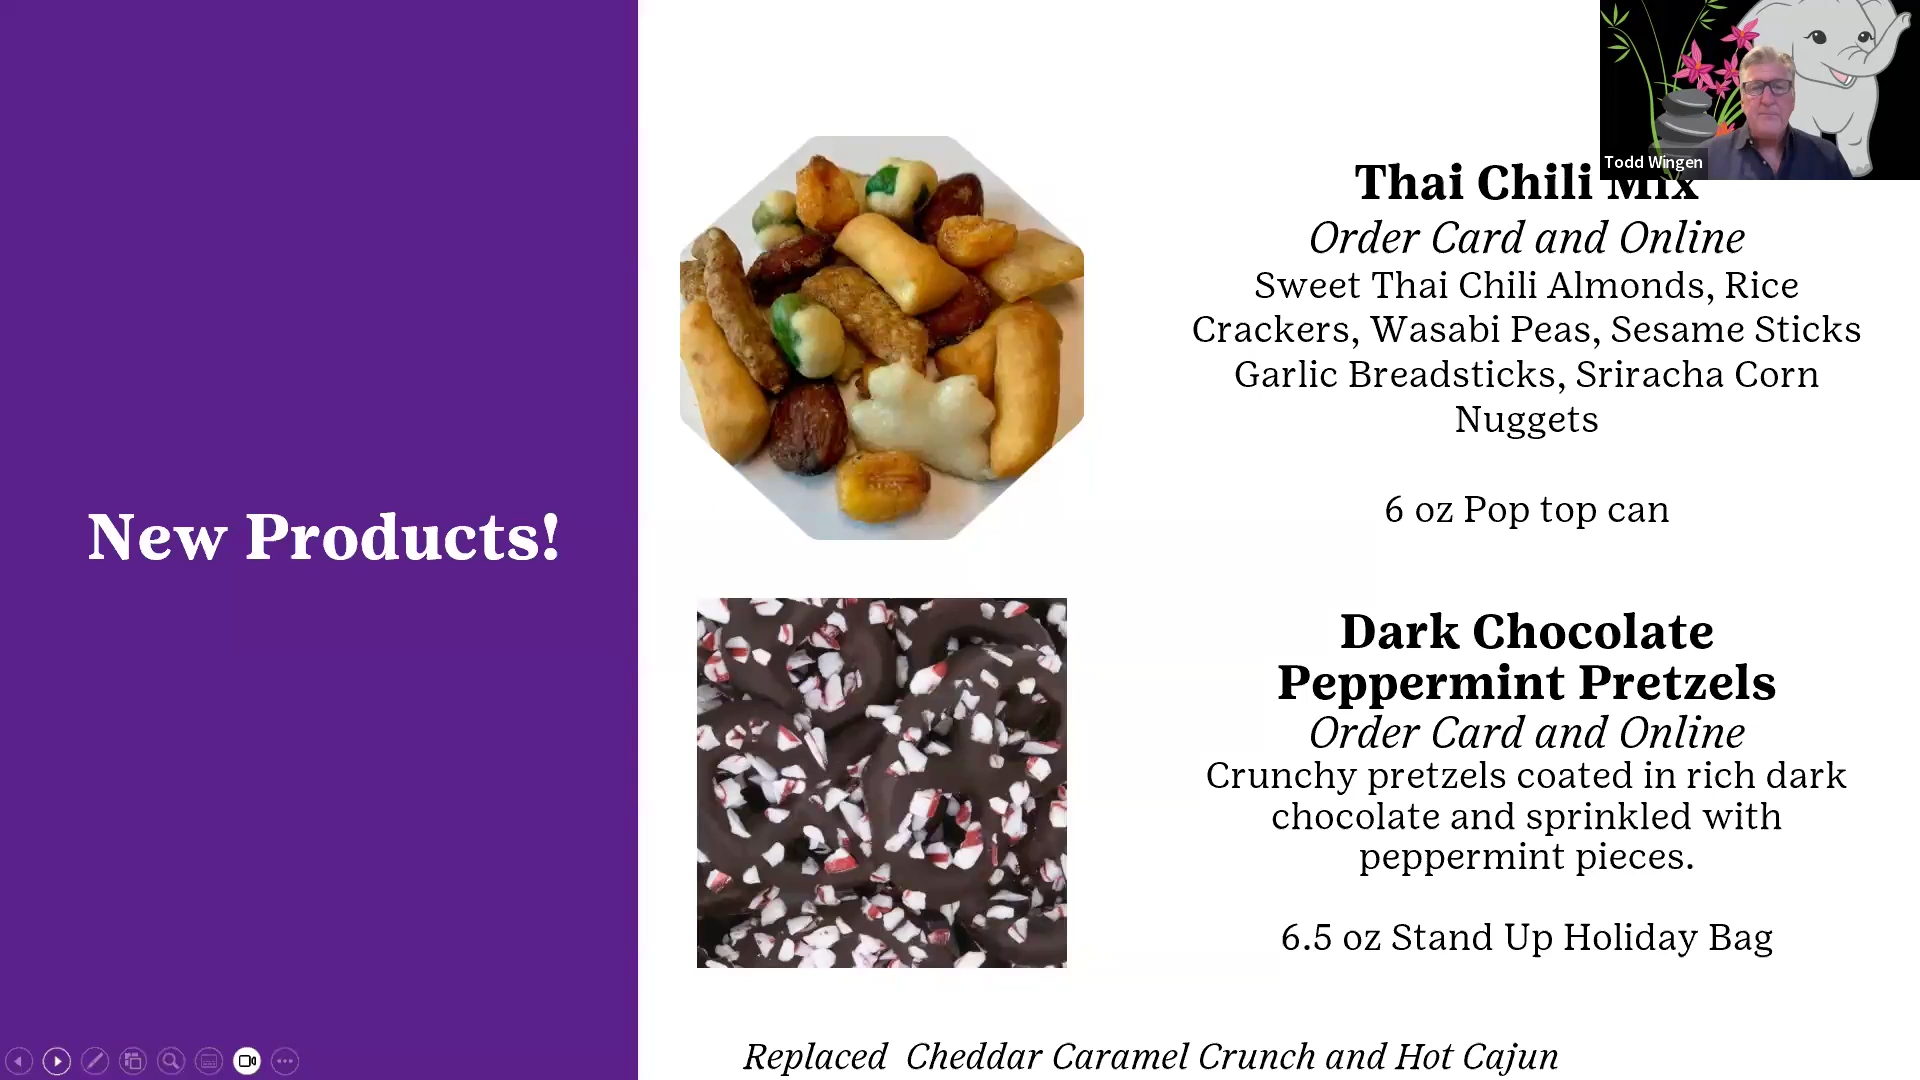 Todd Wingen
New Products!
Thai Chili Mix
Order Card and Online
Sweet Thai Chili Almonds, Rice
Crackers, Wasabi Peas, Sesame Sticks
Garlic Breadsticks, Sriracha Corn
Nuggets
6 oz Pop top can
Dark Chocolate
Peppermint Pretzels
Order Card and Online
Crunchy pretzels coated in rich dark
chocolate and sprinkled with
peppermint pieces.
6.5 oz Stand Up Holiday Bag
Replaced Cheddar Caramel Crunch and Hot Cajun